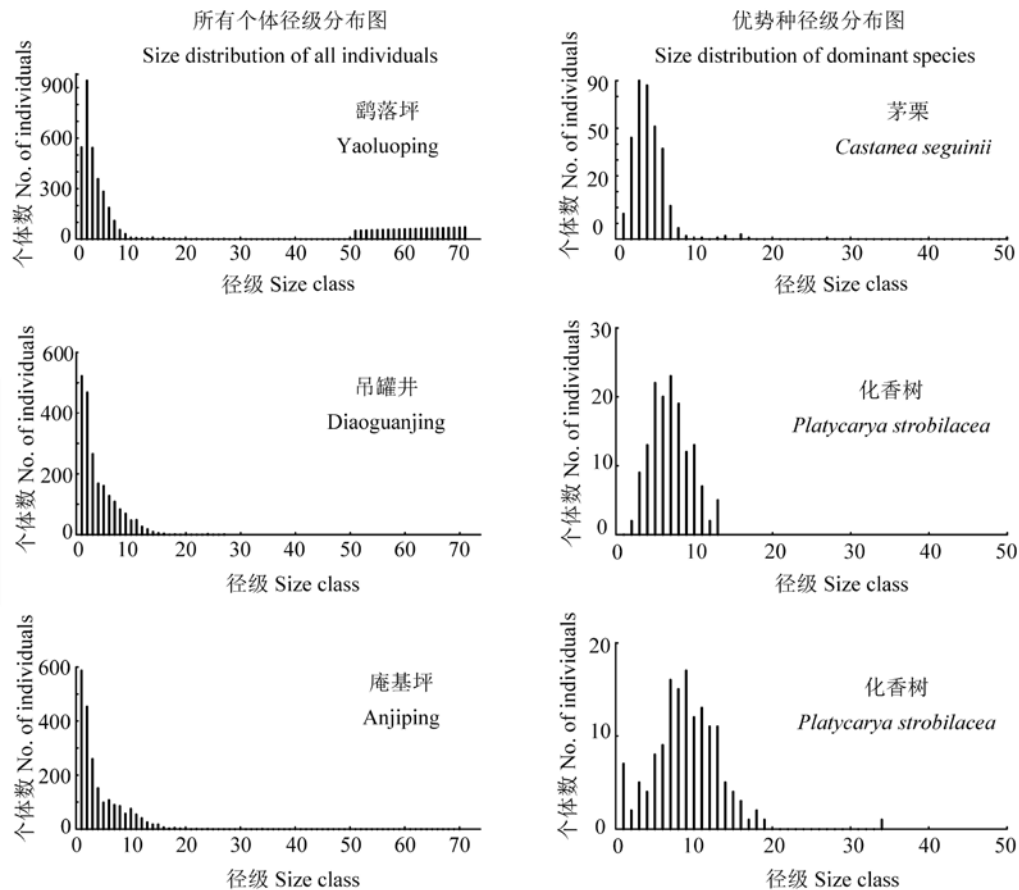 所有个体径级分布图
Size distribution of all individuals
900
600
300
0
个体数 No. of individuals
鹞落坪
Yaoluoping
0 10 20 30 40 50 60 70
径级 Size class
优势种径级分布图
Size distribution of dominant species
90
50
20
0
个体数 No. of individuals
茅栗
Castanea seguinii
0 10 20 30 40 50
径级 Size class
600
400
200
0
个体数 No. of individuals
吊罐井
Diaoguanjing
0 10 20 30 40 50 60 70
径级 Size class
30
20
10
0
个体数 No. of individuals
化香树
Platycarya strobilacea
0 10 20 30 40 50
径级 Size class
600
400
200
0
个体数 No. of individuals
庵基坪
Anjiping
0 10 20 30 40 50 60 70
径级 Size class
20
10
0
个体数 No. of individuals
化香树
Platycarya strobilacea
0 10 20 30 40 50
径级 Size class